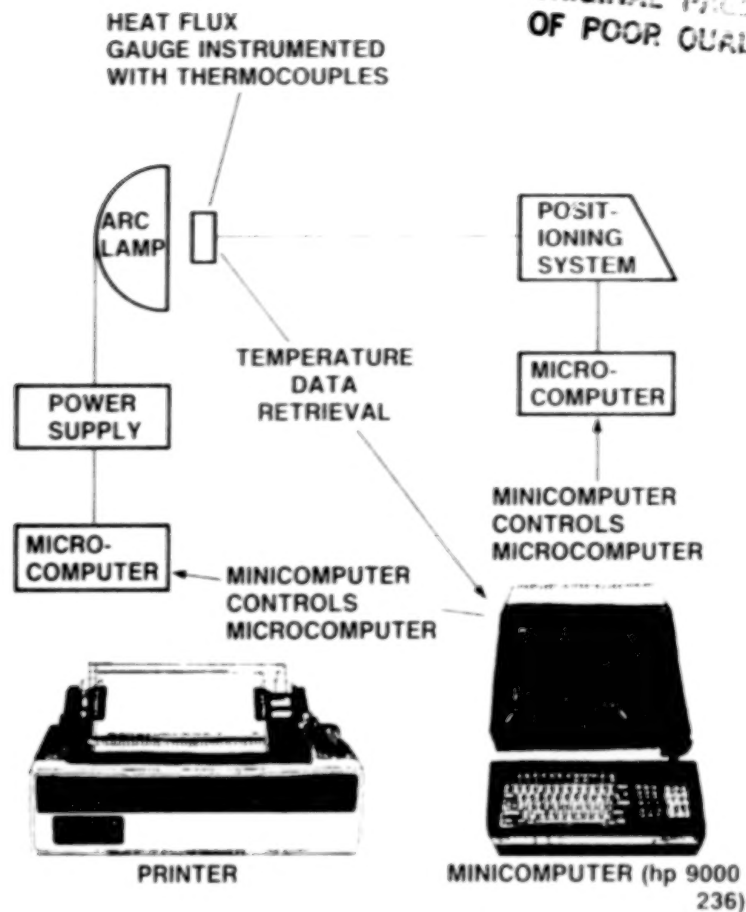 OF POOR
HEAT FLUX
GAUGE INSTRUMENTED
WITH THERMOCOUPLES
ARC
LAMP
POSIT-
IONING
SYSTEM
TEMPERATURE
DATA
RETRIEVAL
POWER
SUPPLY
MICRO-
COMPUTER
MINICOMPUTER
CONTROLS
MICROCOMPUTER
MICRO-
COMPUTER
MINICOMPUTER
CONTROLS
MICROCOMPUTER
PRINTER
MINICOMPUTER (hp 9000
236)